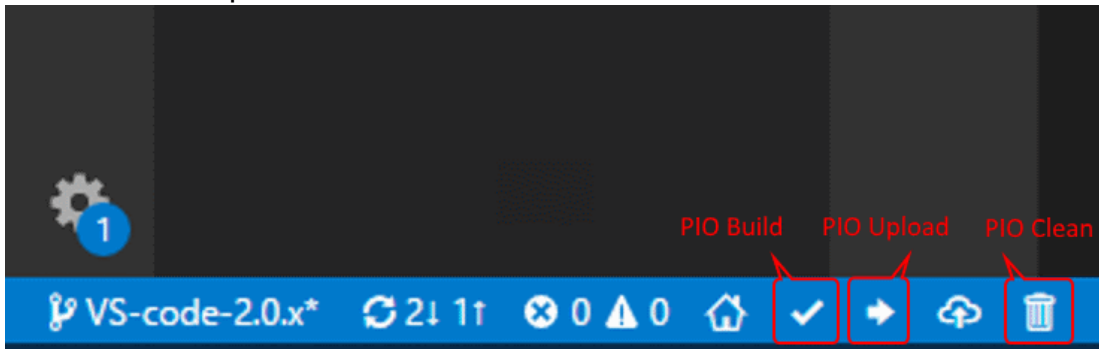 1
PIO Build PIO Upload PIO Clean
VS-code-2.0.x* 2↓ 1↑ 0 0